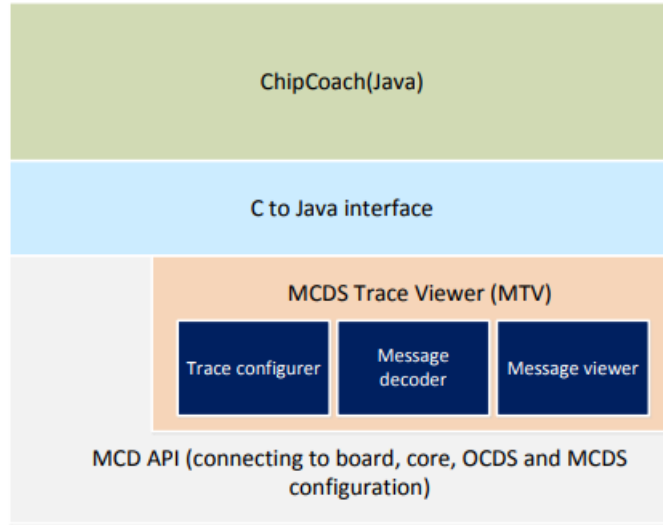 ChipCoach(Java)
C to Java interface
MCDS Trace Viewer (MTV)
Trace configurer
Message
decoder
Message viewer
MCD API (connecting to board, core, OCDS and MCDS
configuration)